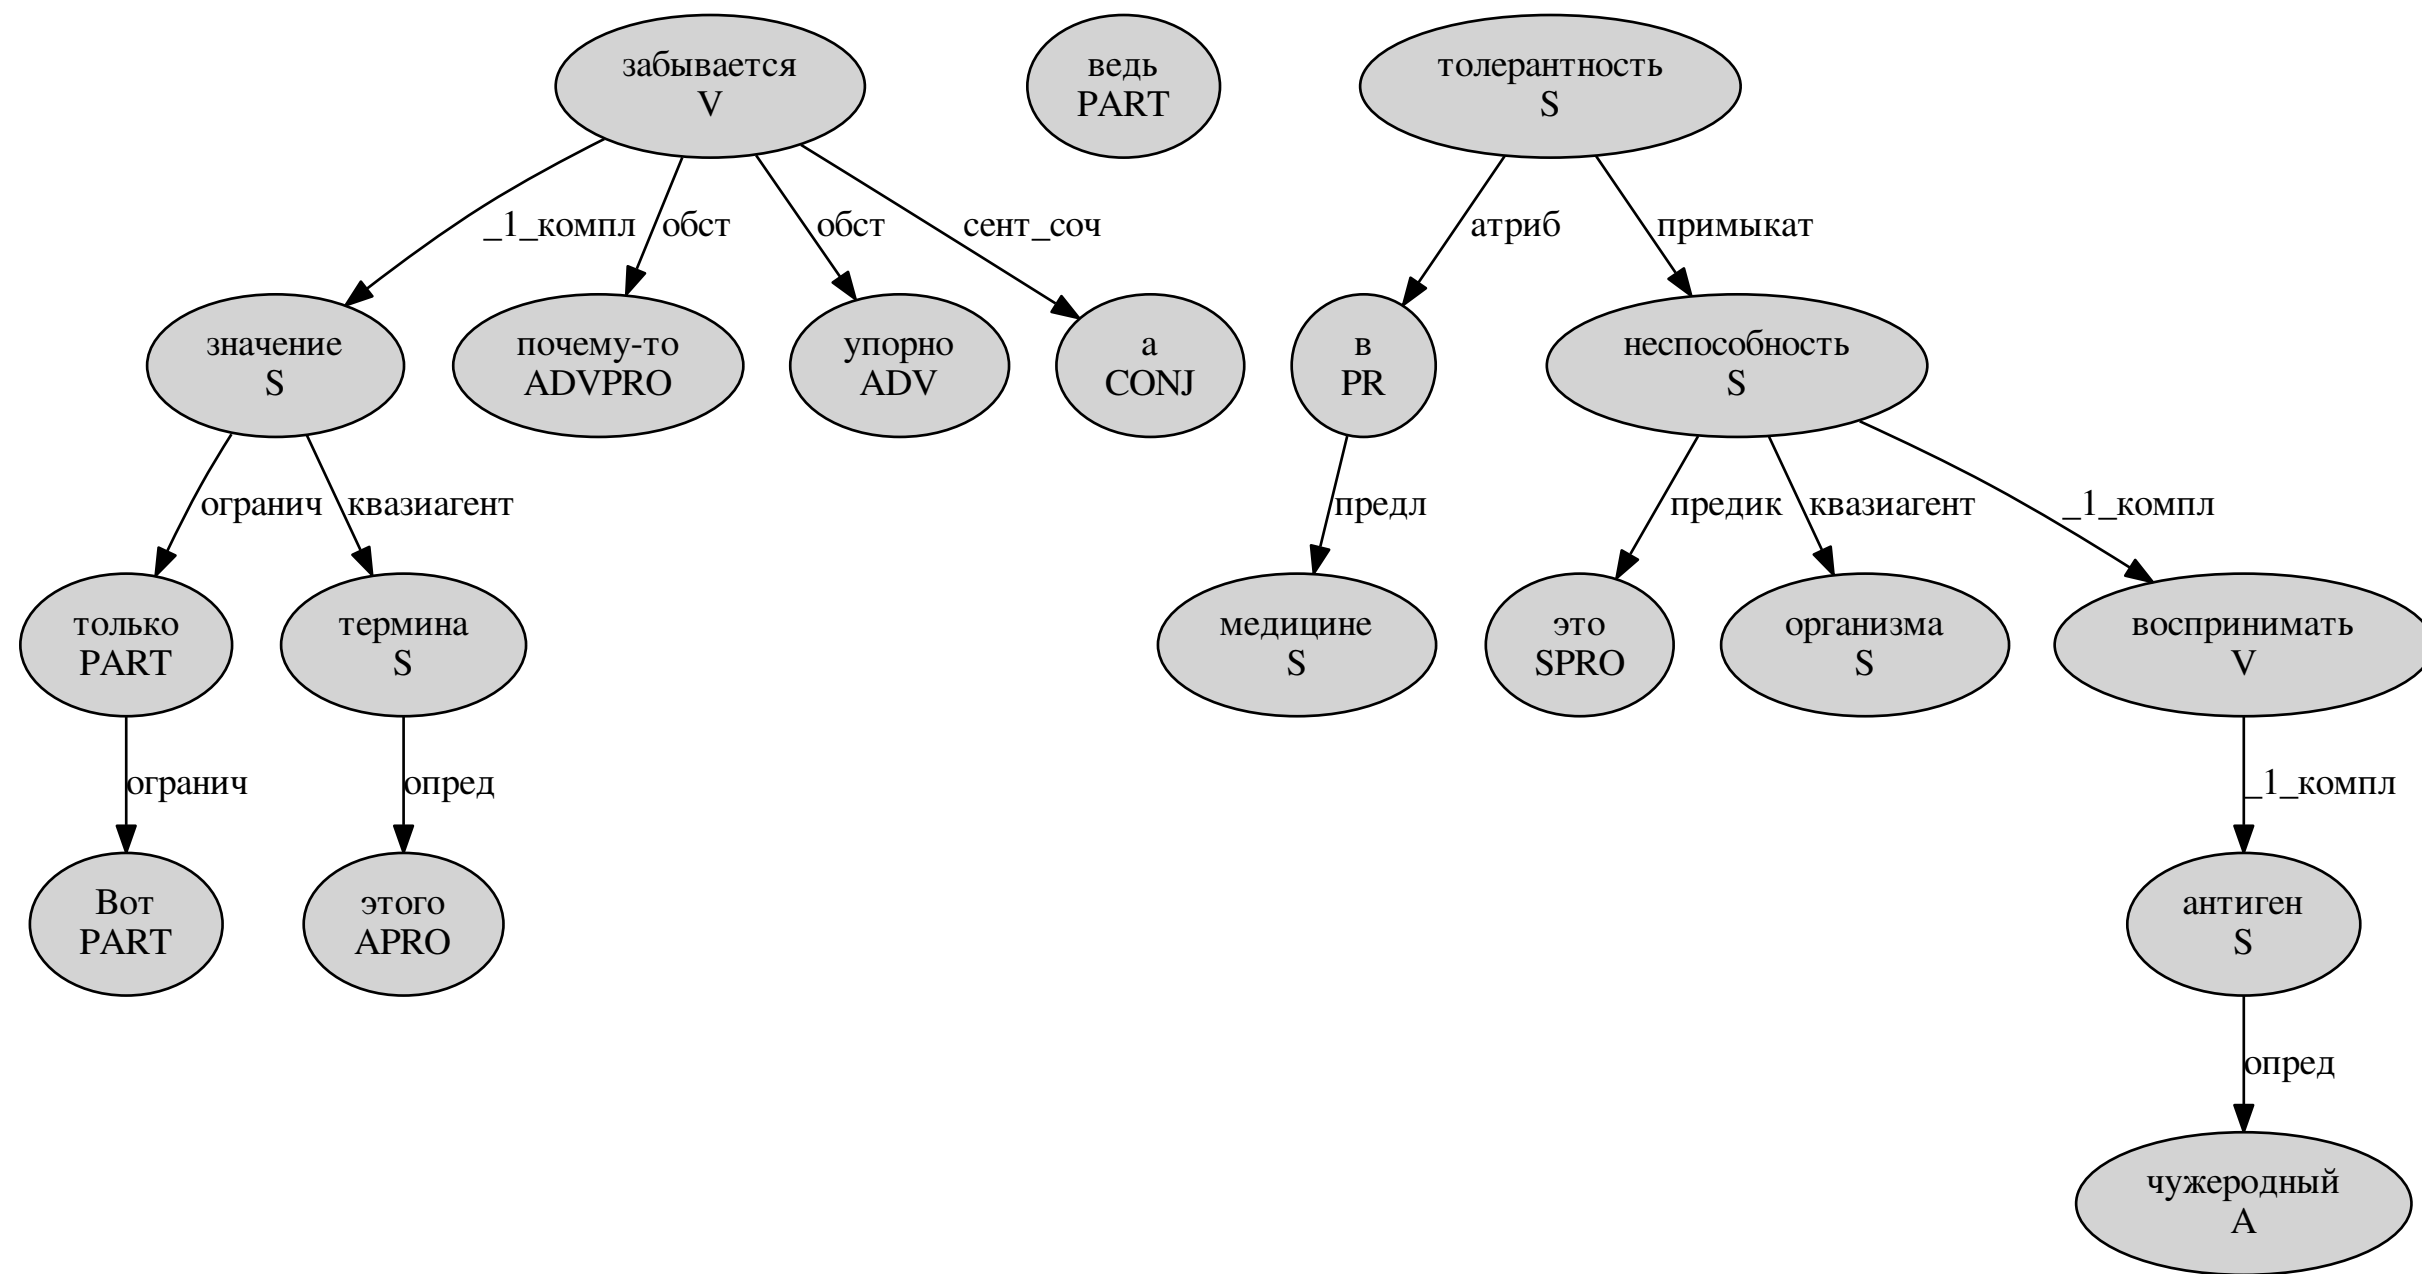 забывается
V
ведь
PART
толерантность
S
_1_компл
обст
обст
сент_соч
атриб
примыкат
значение
S
почему-то
ADVPRO
упорно
ADV
а
CONJ
в
PR
неспособность
S
огранич
квазиагент
предл
предик
квазиагент
_1_компл
только
PART
термина
S
медицине
S
это
SPRO
организма
S
воспринимать
V
огранич
опред
_1_компл
Вот
PART
этого
APRO
антиген
S
опред
чужеродный
A